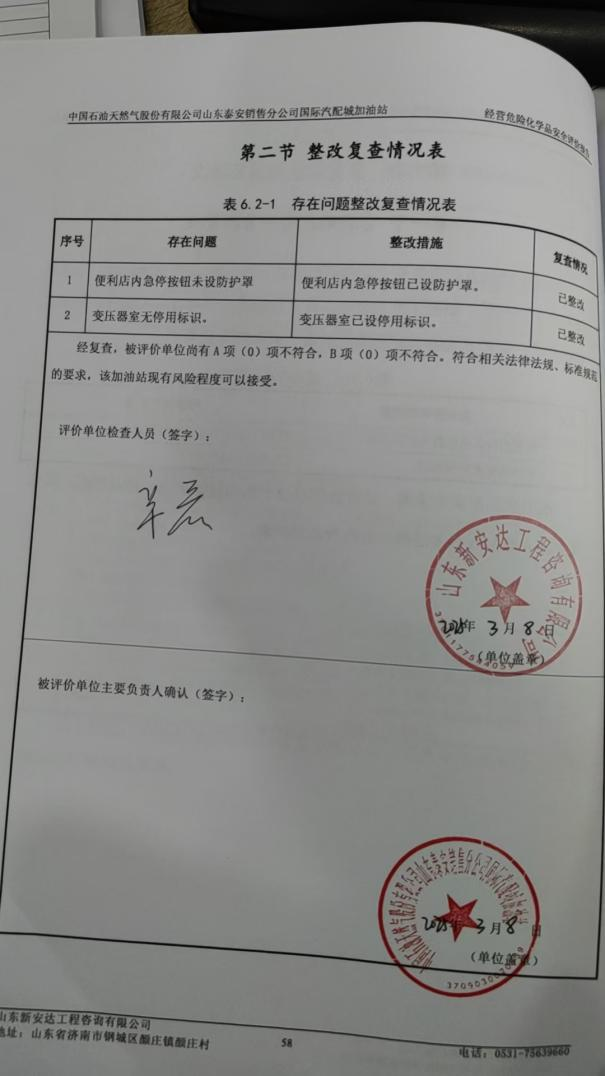 中国石油天然气股份有限公司山东泰安销售分公司国际汽配城加油站 经营危险化学品安全评价报告
第二节 整改复查情况表
表 6.2-1 存在问题整改复查情况表
序号 存在问题 整改措施 复查情况
1 便利店内急停按钮未设防护罩 便利店内急停按钮已设防护罩。 已整改
2 变压器室无停用标识。 变压器室已设停用标识。 已整改
经复查，被评价单位尚有 A 项（0）项不符合，B 项（0）项不符合。符合相关法律法规、标准规范
的要求，该加油站现有风险程度可以接受。
评价单位检查人员（签字）：
山东新安达工程咨询有限公司
2025年 3月 8日
（单位盖章）
被评价单位主要负责人确认（签字）：
2025年 3月 8日
（单位盖章）
山东新安达工程咨询有限公司
地址：山东省济南市钢城区颜庄镇颜庄村
58
电话：0531-75639660